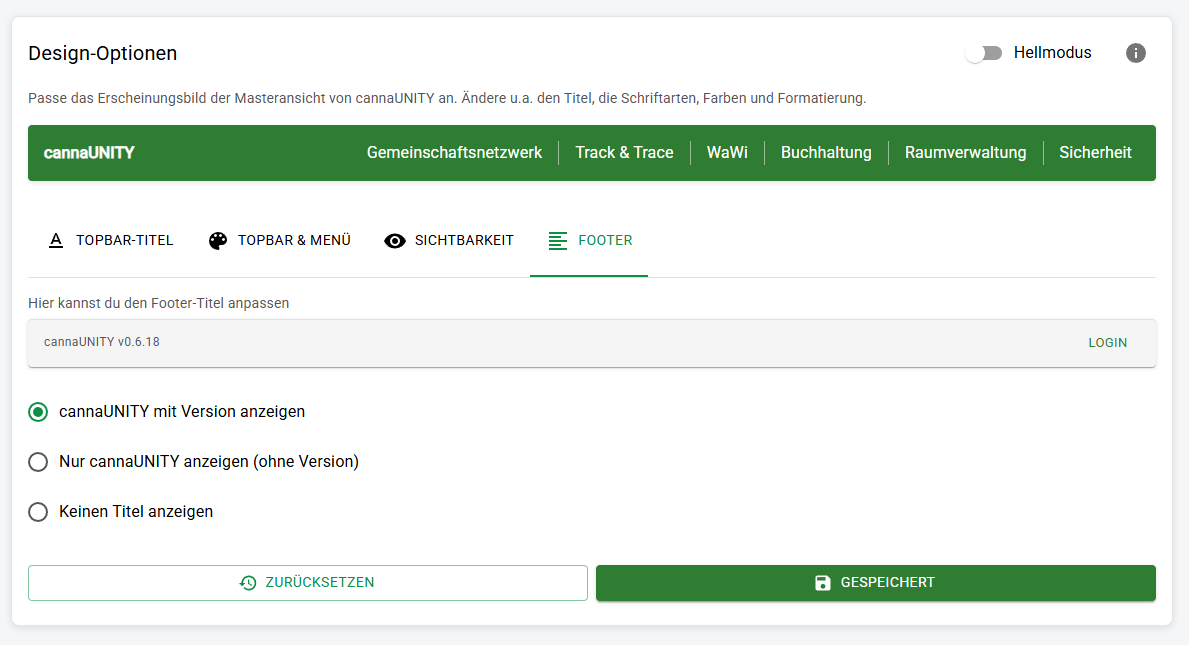 Design-Optionen
Hellmodus
Passe das Erscheinungsbild der Masteransicht von cannaUNITY an. Ändere u.a. den Titel, die Schriftarten, Farben und Formatierung.
cannaUNITY Gemeinschaftsnetzwerk Track & Trace WaWi Buchhaltung Raumverwaltung Sicherheit
TOPBAR-TITEL TOPBAR & MENÜ SICHTBARKEIT FOOTER
Hier kannst du den Footer-Titel anpassen
cannaUNITY v0.6.18 LOGIN
cannaUNITY mit Version anzeigen
Nur cannaUNITY anzeigen (ohne Version)
Keinen Titel anzeigen
ZURÜCKSETZEN GESPEICHERT